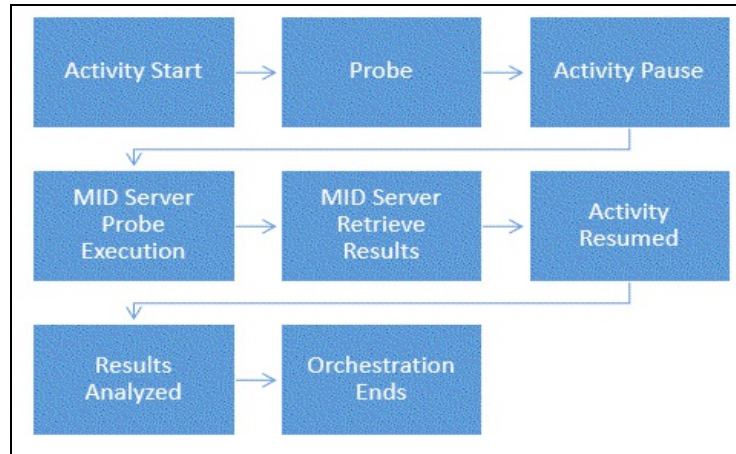 Activity Start
Probe
Activity Pause
MID Server
Probe
Execution
MID Server
Retrieve
Results
Activity
Resumed
Results
Analyzed
Orchestration
Ends